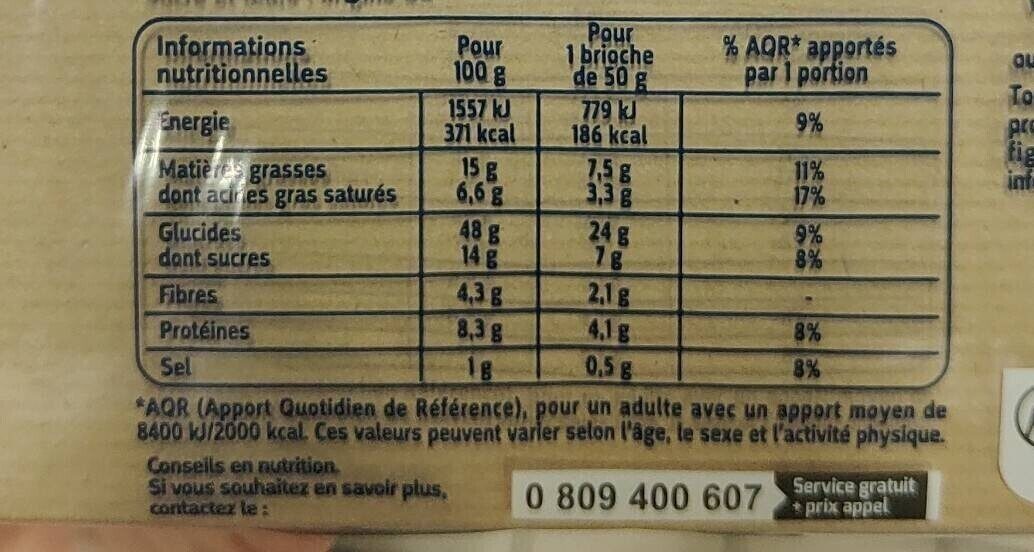 Informations nutritionnelles | Pour 100 g | Pour 1 brioche de 50 g | % AQR* apportés par 1 portion
Energie | 1557 kJ 371 kcal | 779 kJ 186 kcal | 9%
Matières grasses | 15 g | 7,5 g | 11%
dont acides gras saturés | 6,6 g | 3,3 g | 17%
Glucides | 48 g | 24 g | 9%
dont sucres | 14 g | 7 g | 8%
Fibres | 4,3 g | 2,1 g | -
Protéines | 8,3 g | 4,1 g | 8%
Sel | 1 g | 0,5 g | 8%
*AQR (Apport Quotidien de Référence), pour un adulte avec un apport moyen de
8400 kJ/2000 kcal. Ces valeurs peuvent varier selon l'âge, le sexe et l'activité physique.
Conseils en nutrition.
Si vous souhaitez en savoir plus,
contactez le :
0 809 400 607
Service gratuit
+ prix appel
ou
To
pr
fig
inf